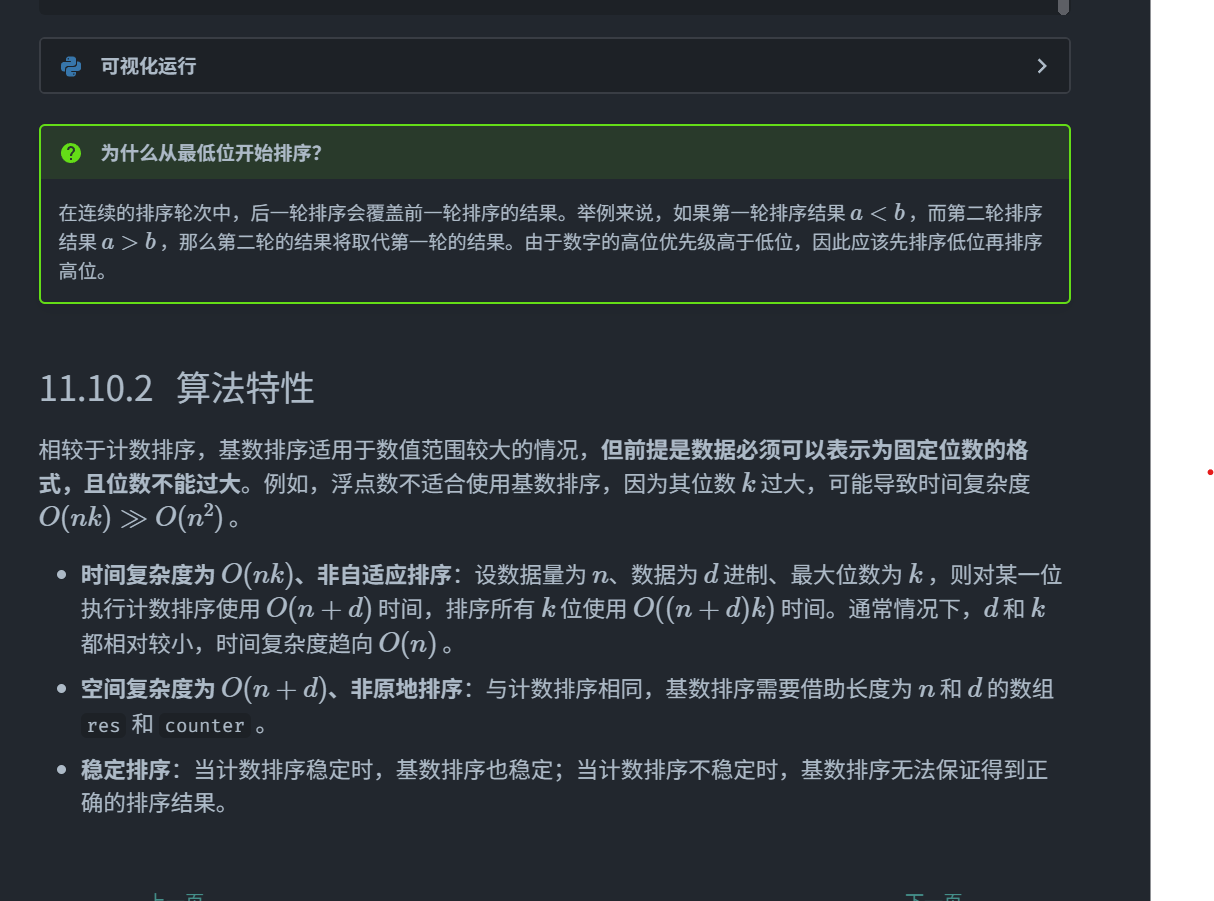 可视化运行
为什么从最低位开始排序？
在连续的排序轮次中，后一轮排序会覆盖前一轮排序的结果。举例来说，如果第一轮排序结果 a < b，而第二轮排序
结果 a > b，那么第二轮的结果将取代第一轮的结果。由于数字的高位优先级高于低位，因此应该先排序低位再排序
高位。
11.10.2 算法特性
相较于计数排序，基数排序适用于数值范围较大的情况，但前提是数据必须可以表示为固定位数的格
式，且位数不能过大。例如，浮点数不适合使用基数排序，因为其位数 k 过大，可能导致时间复杂度
O(nk) ≫ O(n²)。
• 时间复杂度为 O(nk)、非自适应排序：设数据量为 n、数据为 d 进制、最大位数为 k，则对某一位
执行计数排序使用 O(n + d) 时间，排序所有 k 位使用 O((n + d)k) 时间。通常情况下，d 和 k
都相对较小，时间复杂度趋向 O(n)。
• 空间复杂度为 O(n + d)、非原地排序：与计数排序相同，基数排序需要借助长度为 n 和 d 的数组
res 和 counter 。
• 稳定排序：当计数排序稳定时，基数排序也稳定；当计数排序不稳定时，基数排序无法保证得到正
确的排序结果。